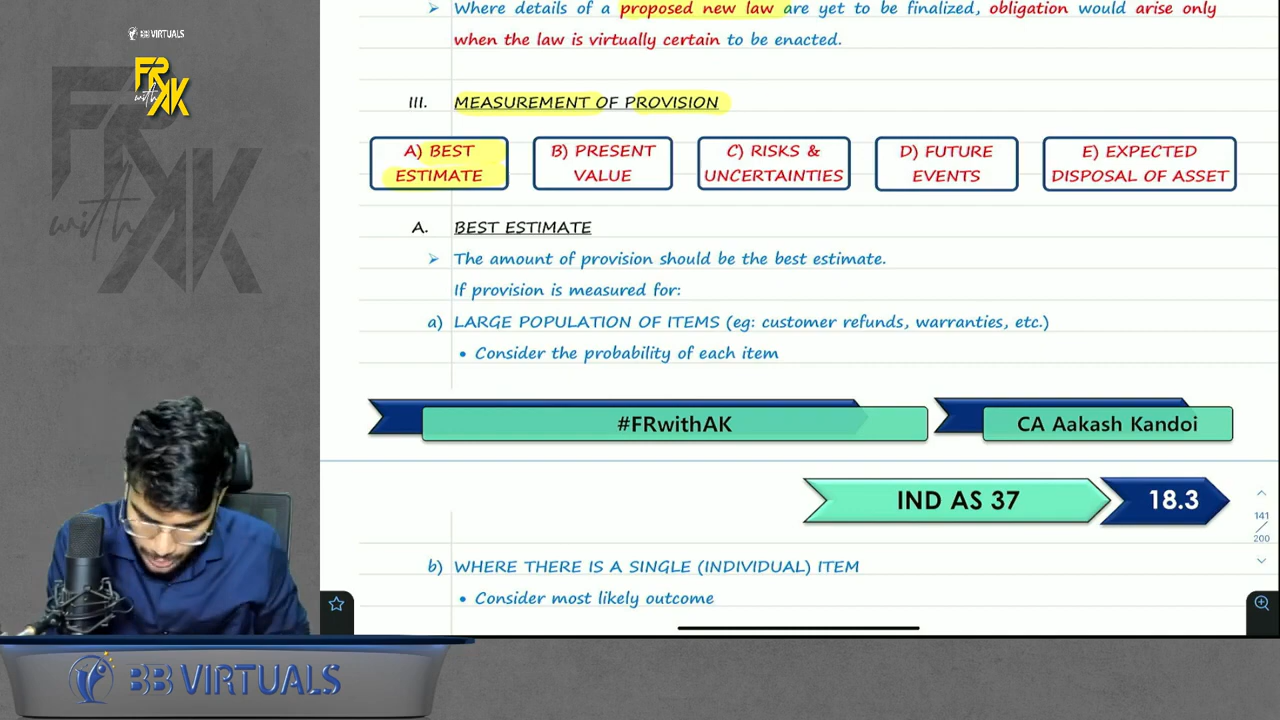 BB VIRTUALS
FR
with
AK
FR
with
AK
➢ Where details of a proposed new law are yet to be finalized, obligation would arise only
when the law is virtually certain to be enacted.
III. MEASUREMENT OF PROVISION
A) BEST
ESTIMATE
B) PRESENT
VALUE
C) RISKS &
UNCERTAINTIES
D) FUTURE
EVENTS
E) EXPECTED
DISPOSAL OF ASSET
A. BEST ESTIMATE
➢ The amount of provision should be the best estimate.
If provision is measured for:
a) LARGE POPULATION OF ITEMS (eg: customer refunds, warranties, etc.)
• Consider the probability of each item
#FRwithAK
CA Aakash Kandoi
IND AS 37
18.3
141
200
b) WHERE THERE IS A SINGLE (INDIVIDUAL) ITEM
• Consider most likely outcome
BB VIRTUALS